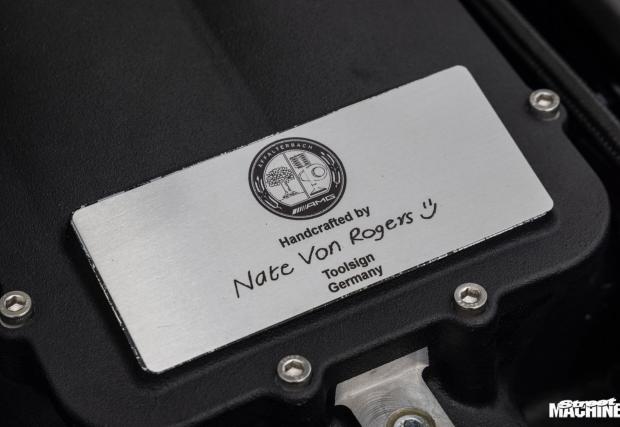 AFFALTERBACH
AMG
Handcrafted by
Nate Von Rogers
Toolsign
Germany
Street
MACHINE